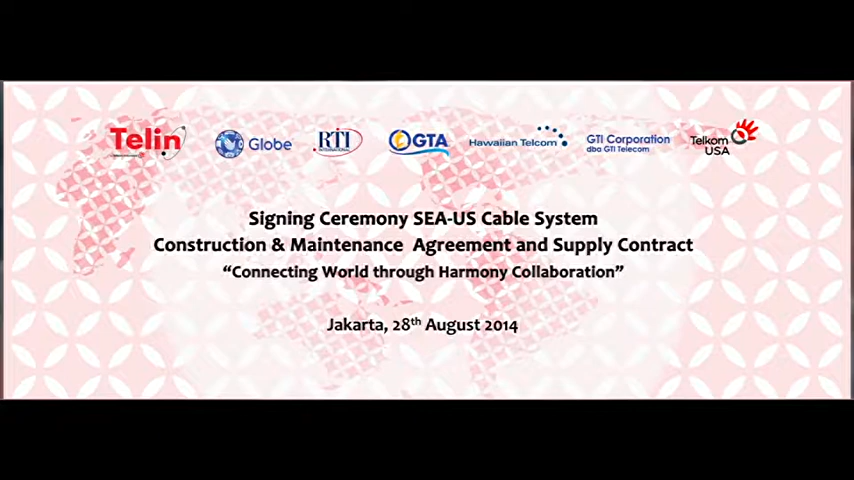 Telin
Globe
RTI
INTERNATIONAL
GTA
Hawaiian Telcom
GTI Corporation
dba GTI Telecom
Telkom
USA
Signing Ceremony SEA-US Cable System
Construction & Maintenance Agreement and Supply Contract
“Connecting World through Harmony Collaboration”
Jakarta, 28th August 2014